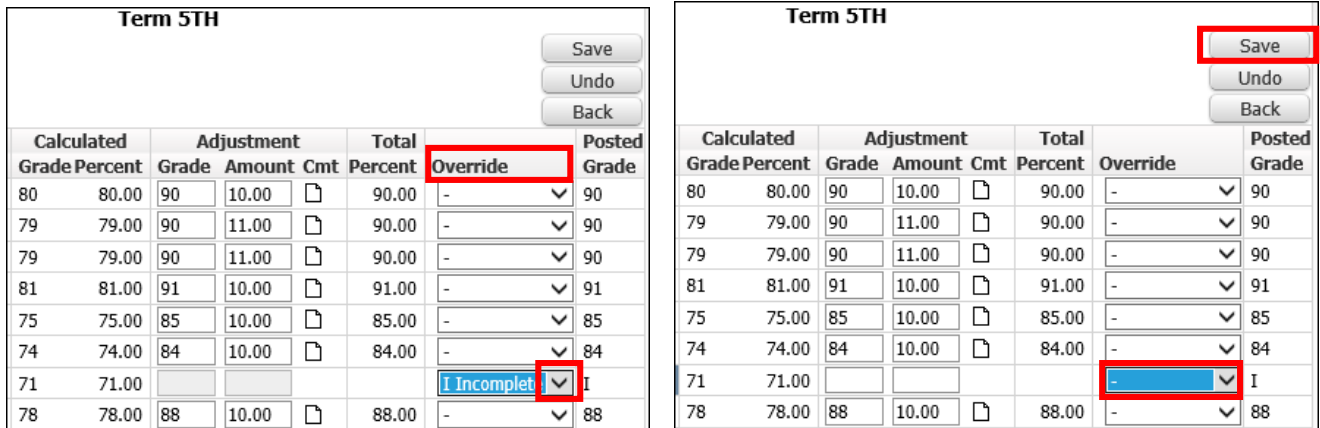 Term 5TH
Save
Undo
Back
Calculated Adjustment Total Posted
Grade Percent Grade Amount Cmt Percent Override Grade
80 80.00 90 10.00 90.00 - 90
79 79.00 90 11.00 90.00 - 90
79 79.00 90 11.00 90.00 - 90
81 81.00 91 10.00 91.00 - 91
75 75.00 85 10.00 85.00 - 85
74 74.00 84 10.00 84.00 - 84
71 71.00 I Incomplete I
78 78.00 88 10.00 88.00 - 88
Term 5TH
Save
Undo
Back
Calculated Adjustment Total Posted
Grade Percent Grade Amount Cmt Percent Override Grade
80 80.00 90 10.00 90.00 - 90
79 79.00 90 11.00 90.00 - 90
79 79.00 90 11.00 90.00 - 90
81 81.00 91 10.00 91.00 - 91
75 75.00 85 10.00 85.00 - 85
74 74.00 84 10.00 84.00 - 84
71 71.00 - I
78 78.00 88 10.00 88.00 - 88